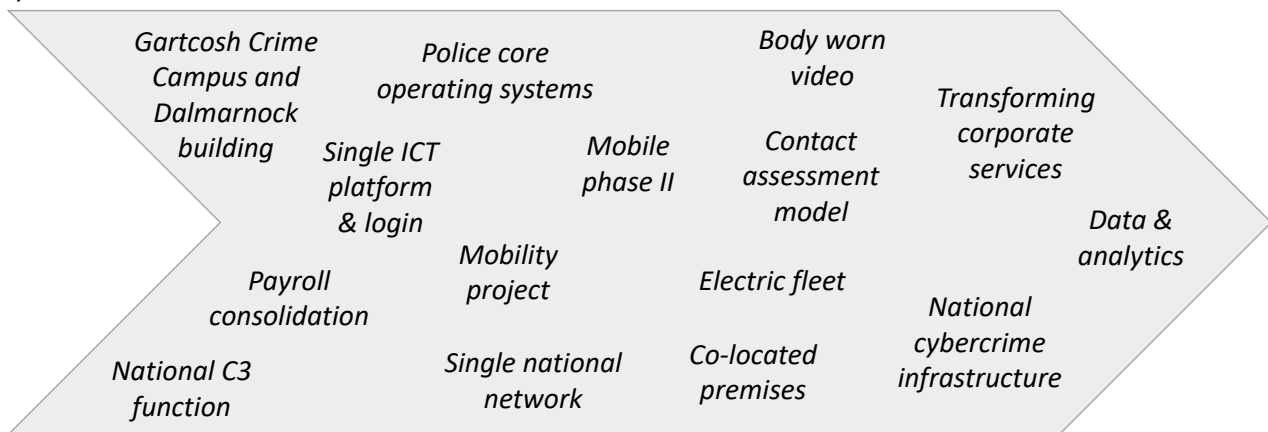 Gartcosh Crime
Campus and
Dalmarnock
building
Police core
operating systems
Body worn
video
Transforming
corporate
services
Single ICT
platform
& login
Mobile
phase II
Contact
assessment
model
Data &
analytics
Payroll
consolidation
Mobility
project
Electric fleet
National
cybercrime
infrastructure
National C3
function
Single national
network
Co-located
premises